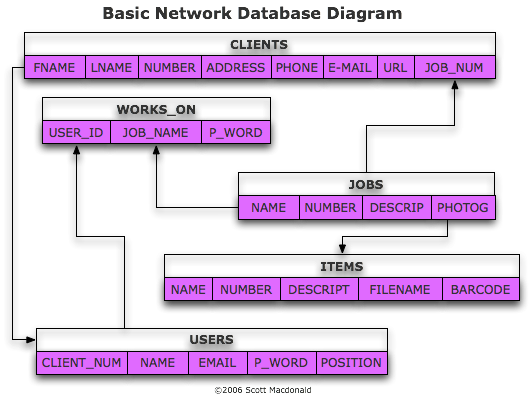 Basic Network Database Diagram
CLIENTS
FNAME LNAME NUMBER ADDRESS PHONE E-MAIL URL JOB_NUM
WORKS_ON
USER_ID JOB_NAME P_WORD
JOBS
NAME NUMBER DESCRIP PHOTOG
ITEMS
NAME NUMBER DESCRIPT FILENAME BARCODE
USERS
CLIENT_NUM NAME EMAIL P_WORD POSITION
©2006 Scott Macdonald